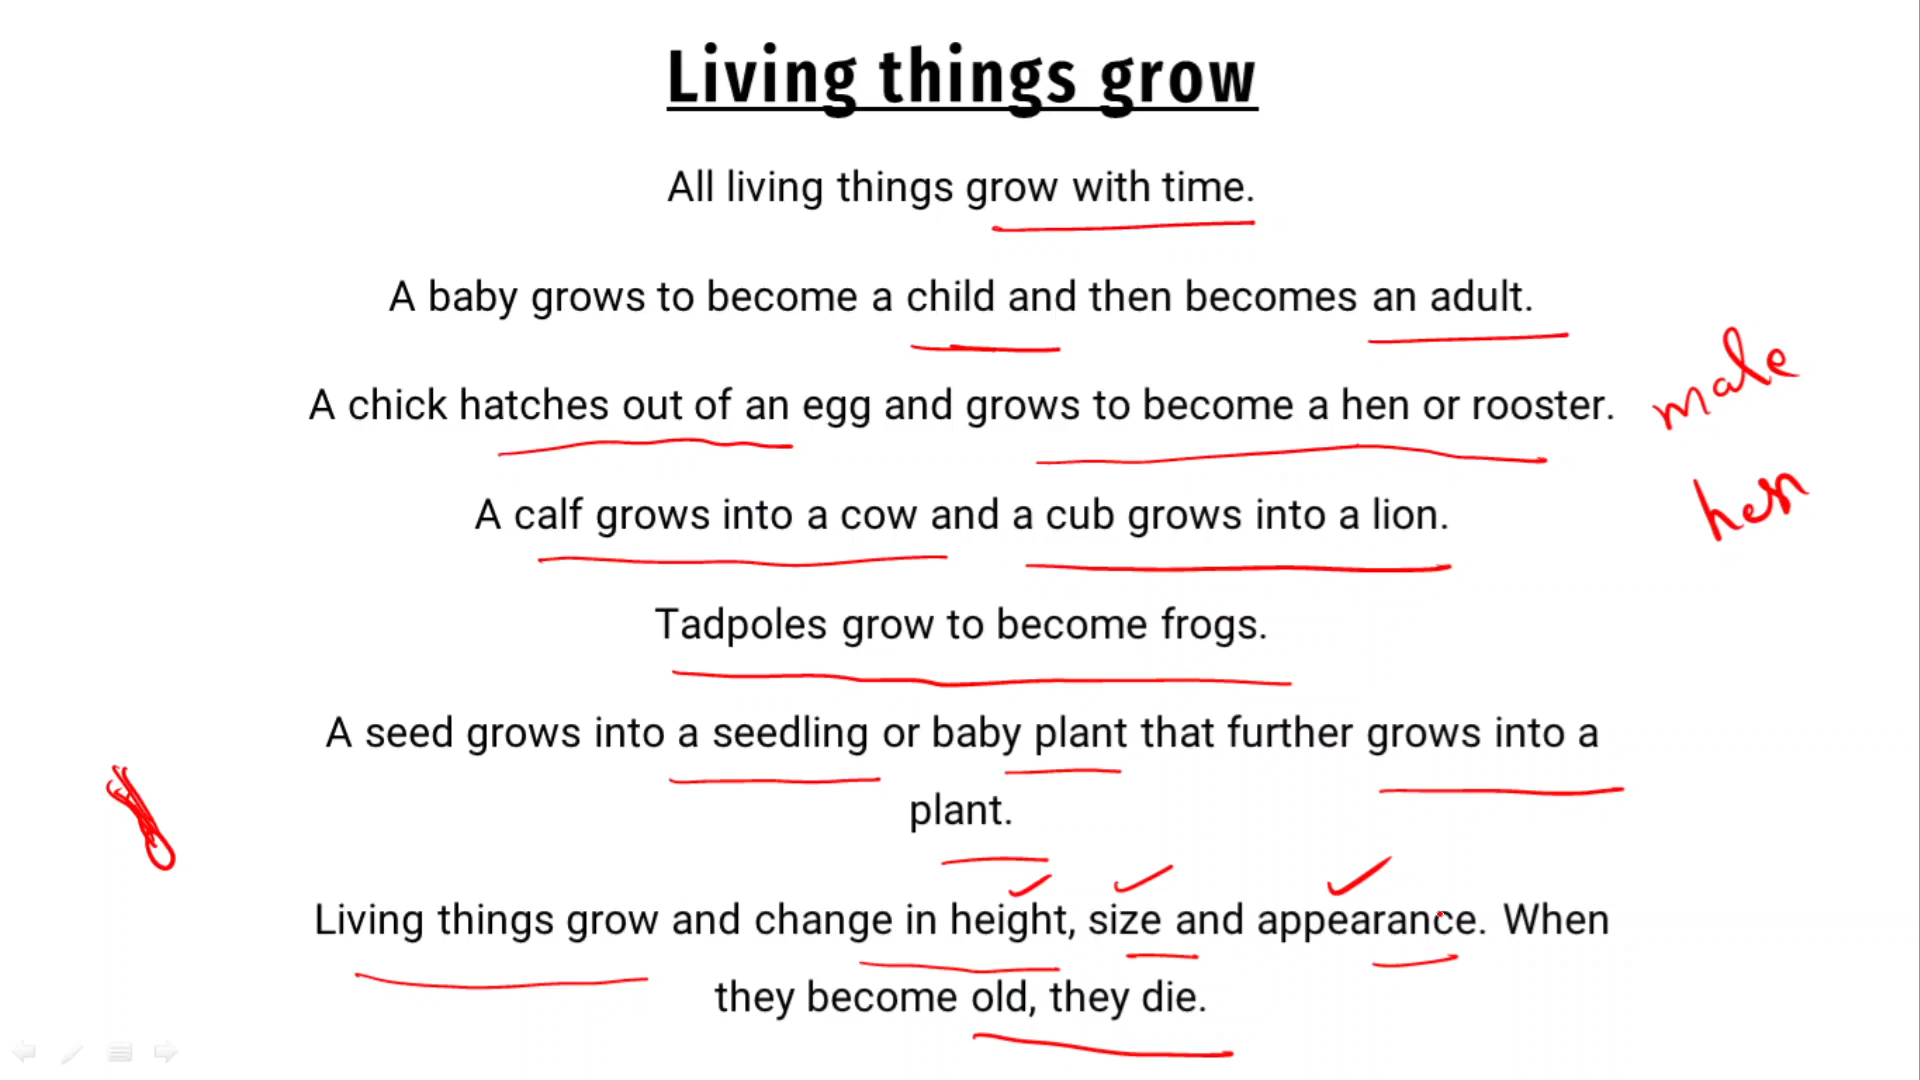 Living things grow
All living things grow with time.
A baby grows to become a child and then becomes an adult.
A chick hatches out of an egg and grows to become a hen or rooster.
male
hen
A calf grows into a cow and a cub grows into a lion.
Tadpoles grow to become frogs.
A seed grows into a seedling or baby plant that further grows into a
plant.
Living things grow and change in height, size and appearance. When
they become old, they die.